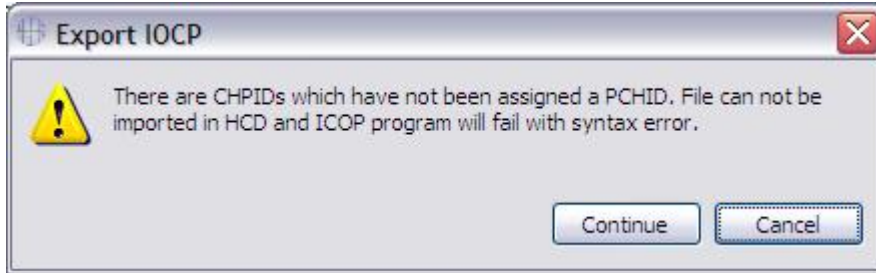 Export IOCP
There are CHPIDs which have not been assigned a PCHID. File can not be
imported in HCD and ICOP program will fail with syntax error.
Continue
Cancel